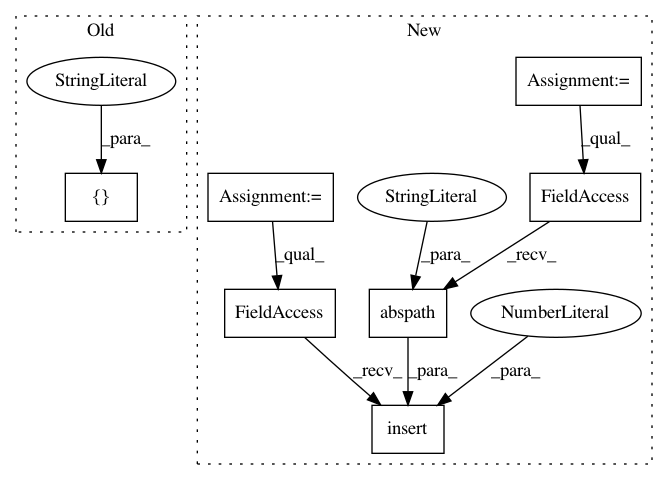 Old
New
StringLiteral
Assignment:=
_para_
_qual_
{}
Assignment:=
StringLiteral
FieldAccess
_qual_
_para_
_recv_
FieldAccess
abspath
NumberLiteral
_recv_
_para_
_para_
insert